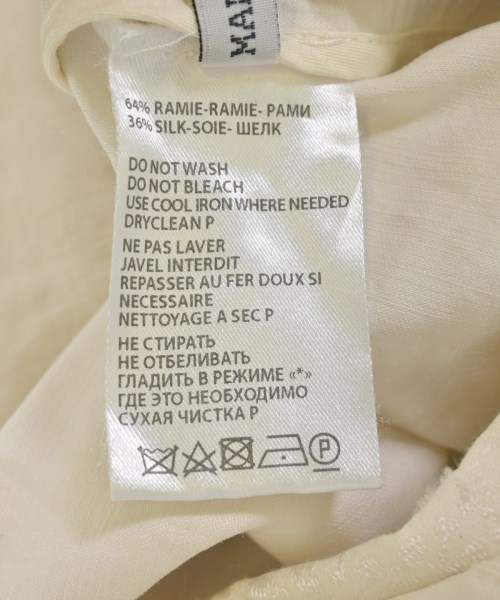 MA
64% RAMIE-RAMIE- РАМИ
36% SILK-SOIE- ШЕЛК
DO NOT WASH
DO NOT BLEACH
USE COOL IRON WHERE NEEDED
DRYCLEAN P
NE PAS LAVER
JAVEL INTERDIT
REPASSER AU FER DOUX SI
NECESSAIRE
NETTOYAGE A SEC P
НЕ СТИРАТЬ
НЕ ОТБЕЛИВАТЬ
ГЛАДИТЬ В РЕЖИМЕ «*»
ГДЕ ЭТО НЕОБХОДИМО
СУХАЯ ЧИСТКА P
P